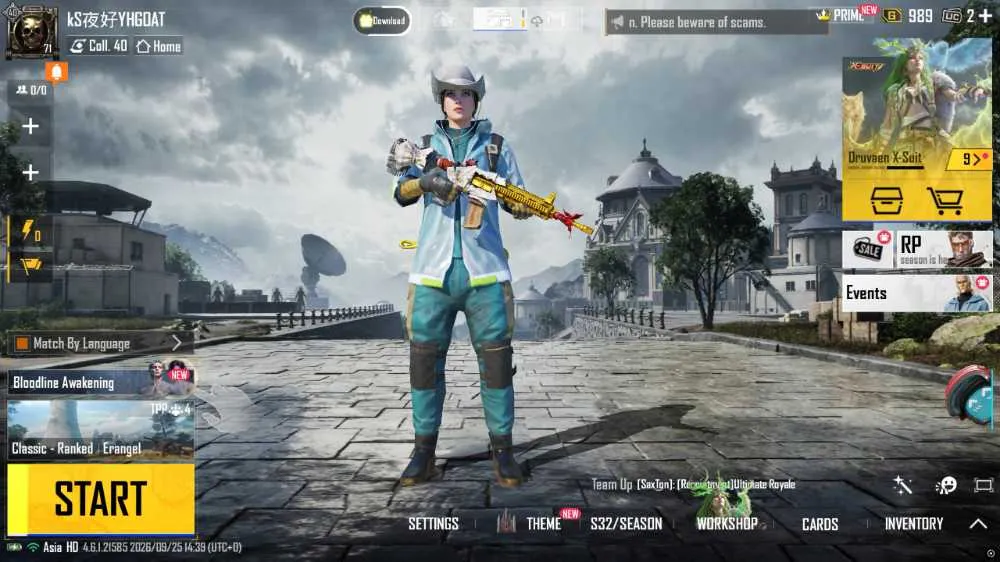 kS夜好YHGOAT
71
Coll. 40
Home
Download
n. Please beware of scams.
PRIME
NEW
G
989
UC
2
0/0
0
Druvaen X-Suit
9
SALE
RP
season is he
Events
Match By Language
Bloodline Awakening
NEW
TPP
4
Classic - Ranked
Erangel
START
Team Up
[SaxTgn]: (Recruitment)Ultimate Royale
SETTINGS
THEME
NEW
S32/SEASON
WORKSHOP
CARDS
INVENTORY
Asia HD 4.6.1.21585 2026/09/25 14:39 (UTC+0)